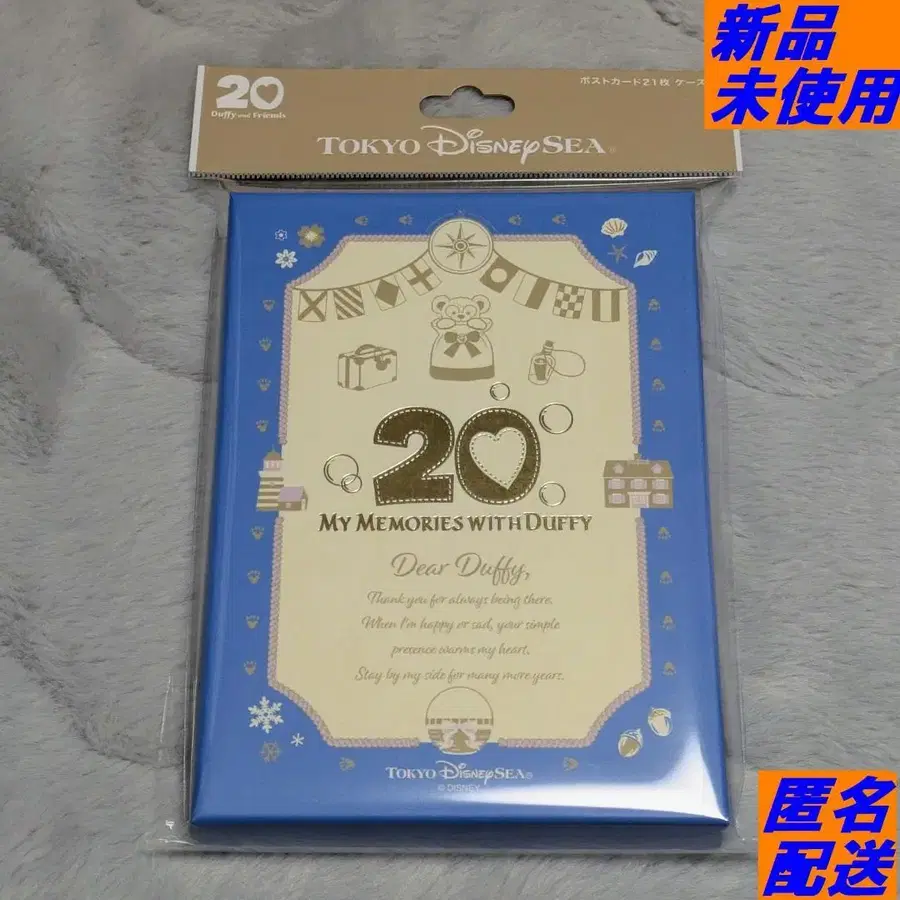 新品
未使用
20
Duffy and Friends
ポストカード21枚 ケース
TOKYO DISNEYSEA®
20
MY MEMORIES WITH DUFFY
Dear Duffy,
Thank you for always being there.
When I'm happy or sad, your simple
presence warms my heart.
Stay by my side for many more years.
TOKYO DISNEYSEA®
© DISNEY
匿名
配送